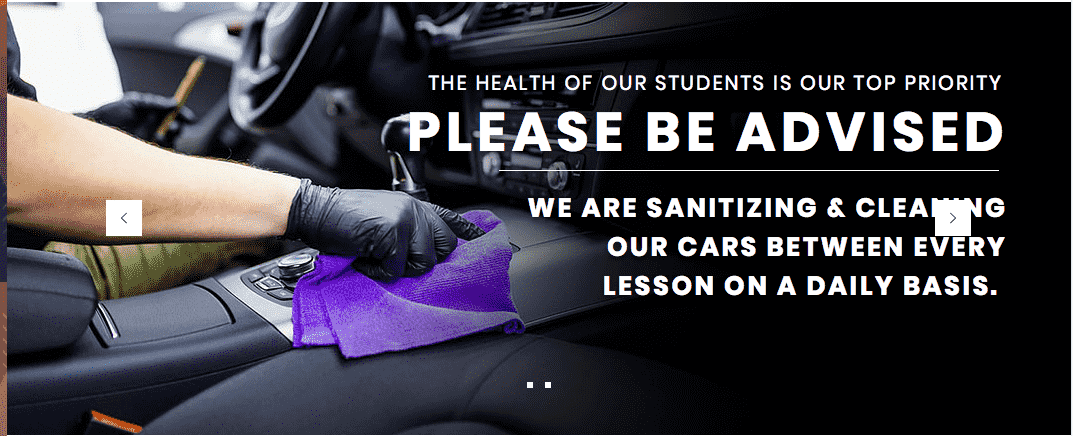 THE HEALTH OF OUR STUDENTS IS OUR TOP PRIORITY
PLEASE BE ADVISED
WE ARE SANITIZING & CLEANING
OUR CARS BETWEEN EVERY
LESSON ON A DAILY BASIS.